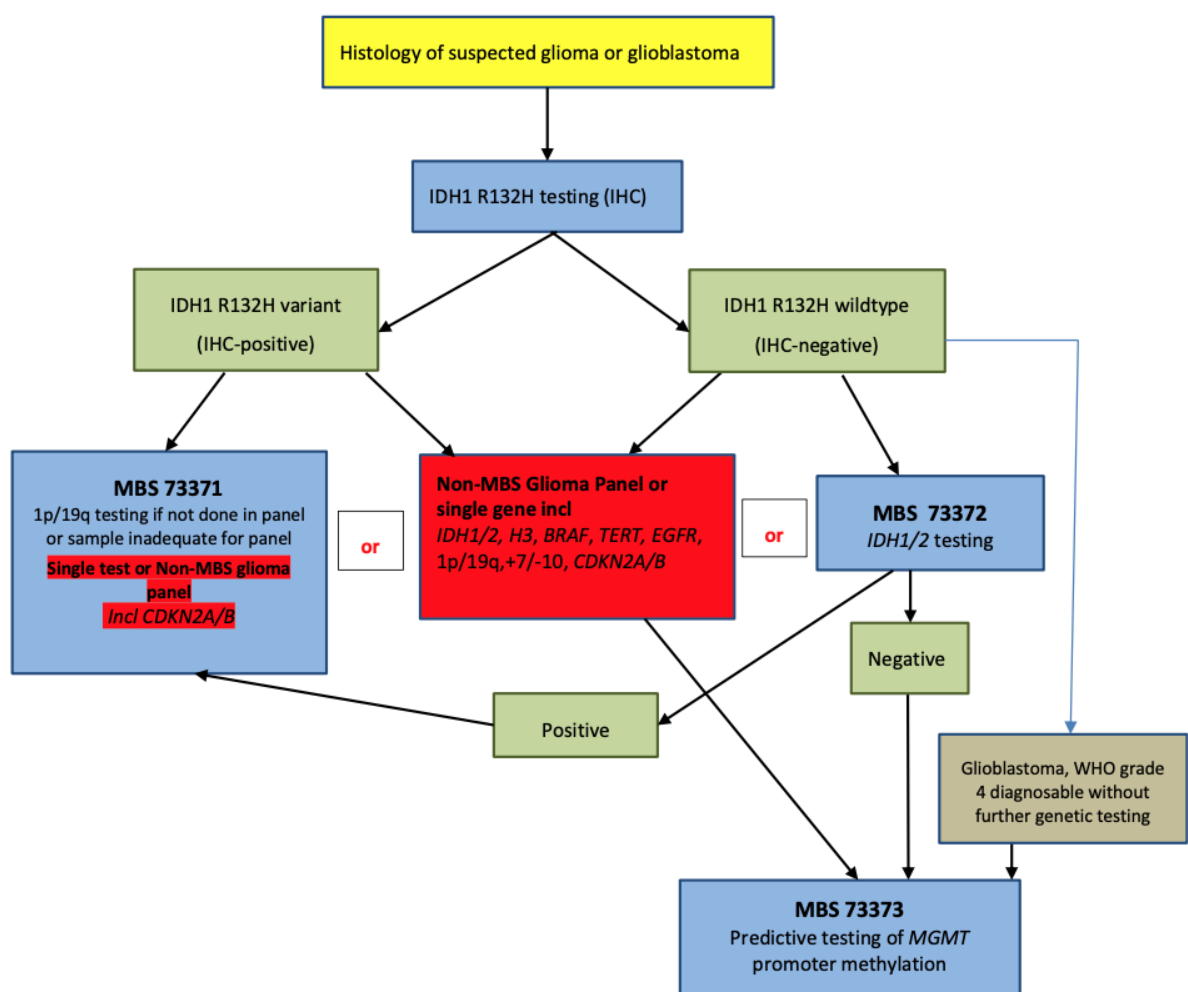 Histology of suspected glioma or glioblastoma
IDH1 R132H testing (IHC)
IDH1 R132H variant
(IHC-positive)
IDH1 R132H wildtype
(IHC-negative)
MBS 73371
1p/19q testing if not done in panel
or sample inadequate for panel
Single test or Non-MBS glioma
panel
Incl CDKN2A/B
or
Non-MBS Glioma Panel or
single gene incl
IDH1/2, H3, BRAF, TERT, EGFR,
1p/19q,+7/-10, CDKN2A/B
or
MBS 73372
IDH1/2 testing
Negative
Positive
Glioblastoma, WHO grade
4 diagnosable without
further genetic testing
MBS 73373
Predictive testing of MGMT
promoter methylation